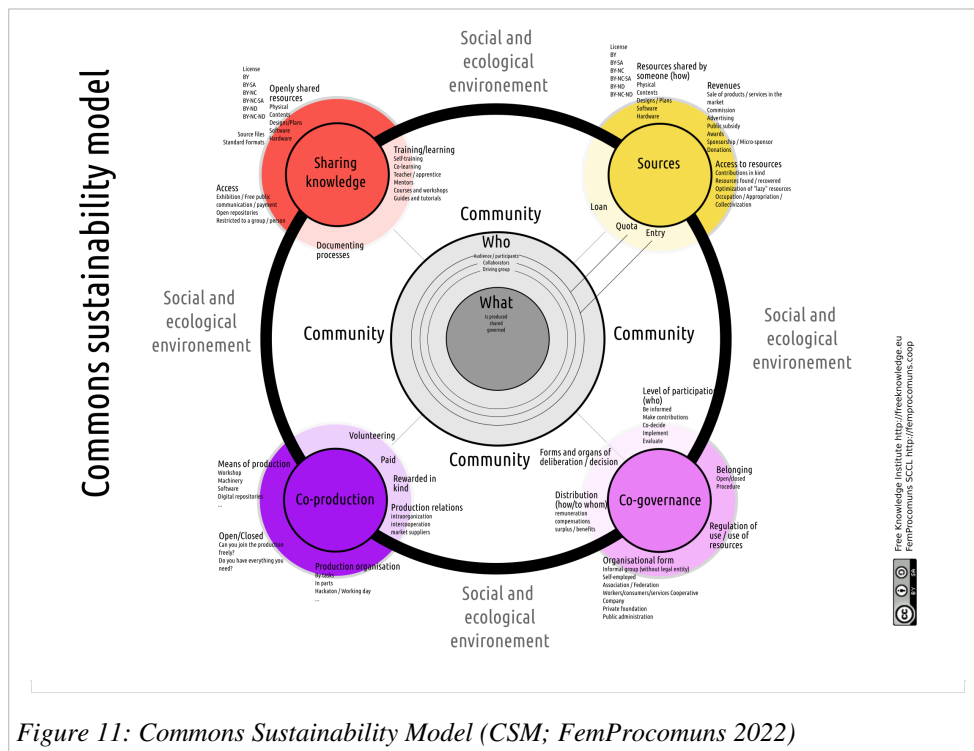 Commons sustainability model
Social and
ecological
environement
License
BY
BY-SA
BY-NC
BY-NC-SA
BY-ND
BY-NC-ND
Source files
Standard Formats
Openly shared
resources
Physical
Contents
Designs/Plans
Software
Hardware
Sharing
knowledge
Training/learning
Self-training
Co-learning
Teacher / apprentice
Mentors
Courses and workshops
Guides and tutorials
Access
Exhibition / Free public
communication / payment
Open repositories
Restricted to a group / person
Documenting
processes
License
BY
BY-SA
BY-NC
BY-NC-SA
BY-ND
BY-NC-ND
Resources shared by
someone (how)
Physical
Contents
Designs / Plans
Software
Hardware
Revenues
Sale of products / services in the
market
Commission
Advertising
Public subsidy
Awards
Sponsorship / Micro-sponsor
Donations
Sources
Access to resources
Contributions in kind
Resources found / recovered
Optimization of "lazy" resources
Occupation / Appropriation /
Collectivization
Loan
Quota
Entry
Community
Who
Audience / participants
Collaborators
Driving group
What
Is produced
shared
governed
Social and
ecological
environement
Community
Community
Social and
ecological
environement
Community
Volunteering
Paid
Rewarded in
kind
Production relations
intraorganization
intercooperation
market suppliers
Means of production
Workshop
Machinery
Software
Digital repositories
...
Co-production
Open/Closed
Can you join the production
freely?
Do you have everything you
need?
Production organisation
By tasks
In parts
Hackaton / Working day
...
Level of participation
(who)
Be informed
Make contributions
Co-decide
Implement
Evaluate
Forms and organs of
deliberation / decision
Distribution
(how/to whom)
remuneration
compensations
surplus / benefits
Co-governance
Belonging
Open/closed
Procedure
Regulation of
use / use of
resources
Organisational form
Informal group (without legal entity)
Self-employed
Association / Federation
Workers/consumers/services Cooperative
Company
Private foundation
Public administration
Social and
ecological
environement
Free Knowledge Institute http://freeknowledge.eu
FemProcomuns SCCL http://femprocomuns.coop
cc BY SA
Figure 11: Commons Sustainability Model (CSM; FemProcomuns 2022)